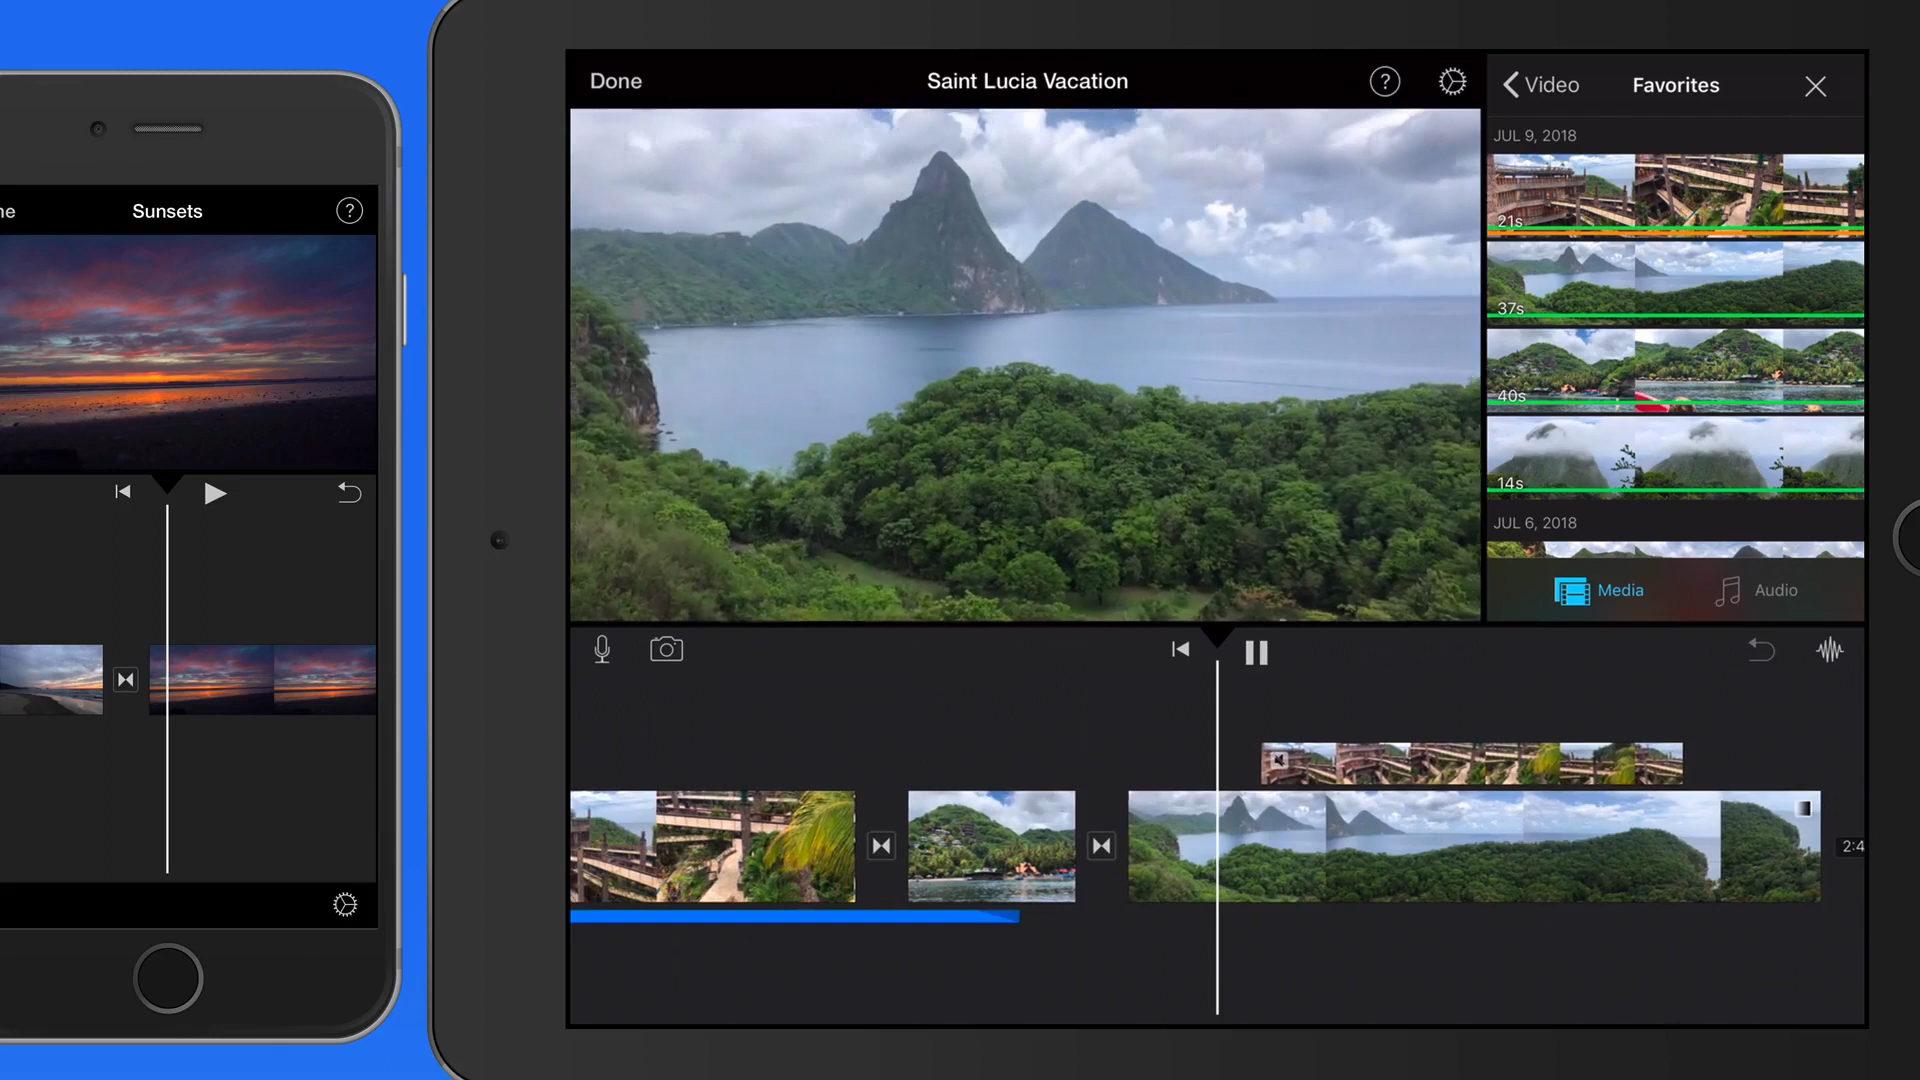 ne
Sunsets
?
Done
Saint Lucia Vacation
?
Video
Favorites
JUL 9, 2018
21s
37s
40s
14s
JUL 6, 2018
Media
Audio
2:4